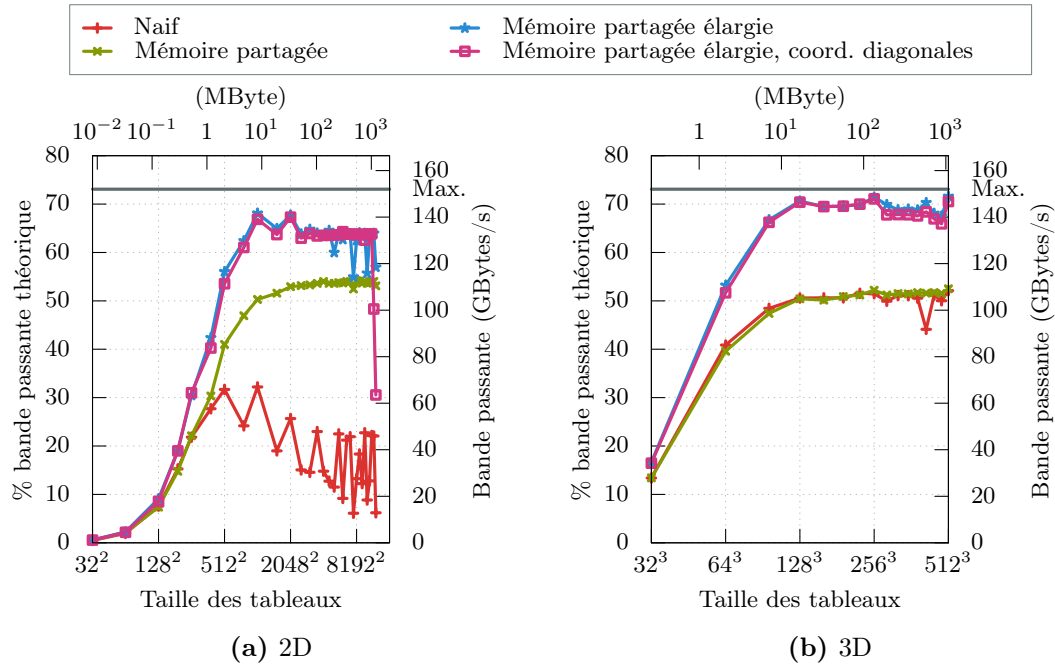 Naif
Mémoire partagée
Mémoire partagée élargie
Mémoire partagée élargie, coord. diagonales
(MByte)
10⁻² 10⁻¹ 1 10 10² 10³
80
70
60
50
40
30
20
10
0
% bande passante théorique
160
Max.
140
120
100
80
60
40
20
0
Bande passante (GBytes/s)
32² 128² 512² 2048² 8192²
Taille des tableaux
(a) 2D
(MByte)
1 10 10² 10³
80
70
60
50
40
30
20
10
0
% bande passante théorique
160
Max.
140
120
100
80
60
40
20
0
Bande passante (GBytes/s)
32³ 64³ 128³ 256³ 512³
Taille des tableaux
(b) 3D